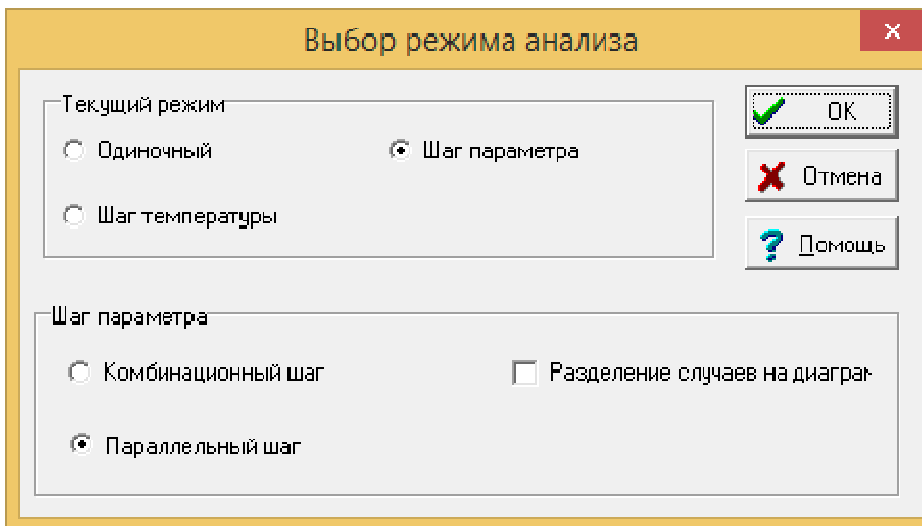 Выбор режима анализа
Текущий режим
Одиночный
Шаг параметра
Шаг температуры
OK
Отмена
Помощь
Шаг параметра
Комбинационный шаг
Разделение случаев на диаграм
Параллельный шаг